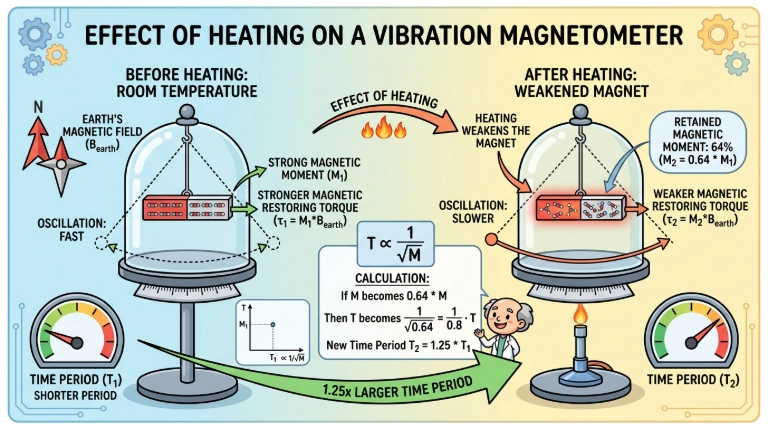 EFFECT OF HEATING ON A VIBRATION MAGNETOMETER
BEFORE HEATING:
ROOM TEMPERATURE
N
EARTH'S
MAGNETIC FIELD
(B_earth)
STRONG MAGNETIC
MOMENT (M₁)
STRONGER MAGNETIC
RESTORING TORQUE
(τ₁ = M₁*B_earth)
OSCILLATION:
FAST
TIME PERIOD (T₁)
SHORTER PERIOD
T
M₁
T₁ ∝ 1/√M
EFFECT OF HEATING
AFTER HEATING:
WEAKENED MAGNET
HEATING
WEAKENS THE
MAGNET
RETAINED
MAGNETIC
MOMENT: 64%
(M₂ = 0.64 * M₁)
OSCILLATION:
SLOWER
WEAKER MAGNETIC
RESTORING TORQUE
(τ₂ = M₂*B_earth)
T ∝ 1/√M
CALCULATION:
If M becomes 0.64 * M
Then T becomes 1/√0.64 = 1/0.8 · T
New Time Period T₂ = 1.25 * T₁
1.25x LARGER TIME PERIOD
TIME PERIOD (T₂)